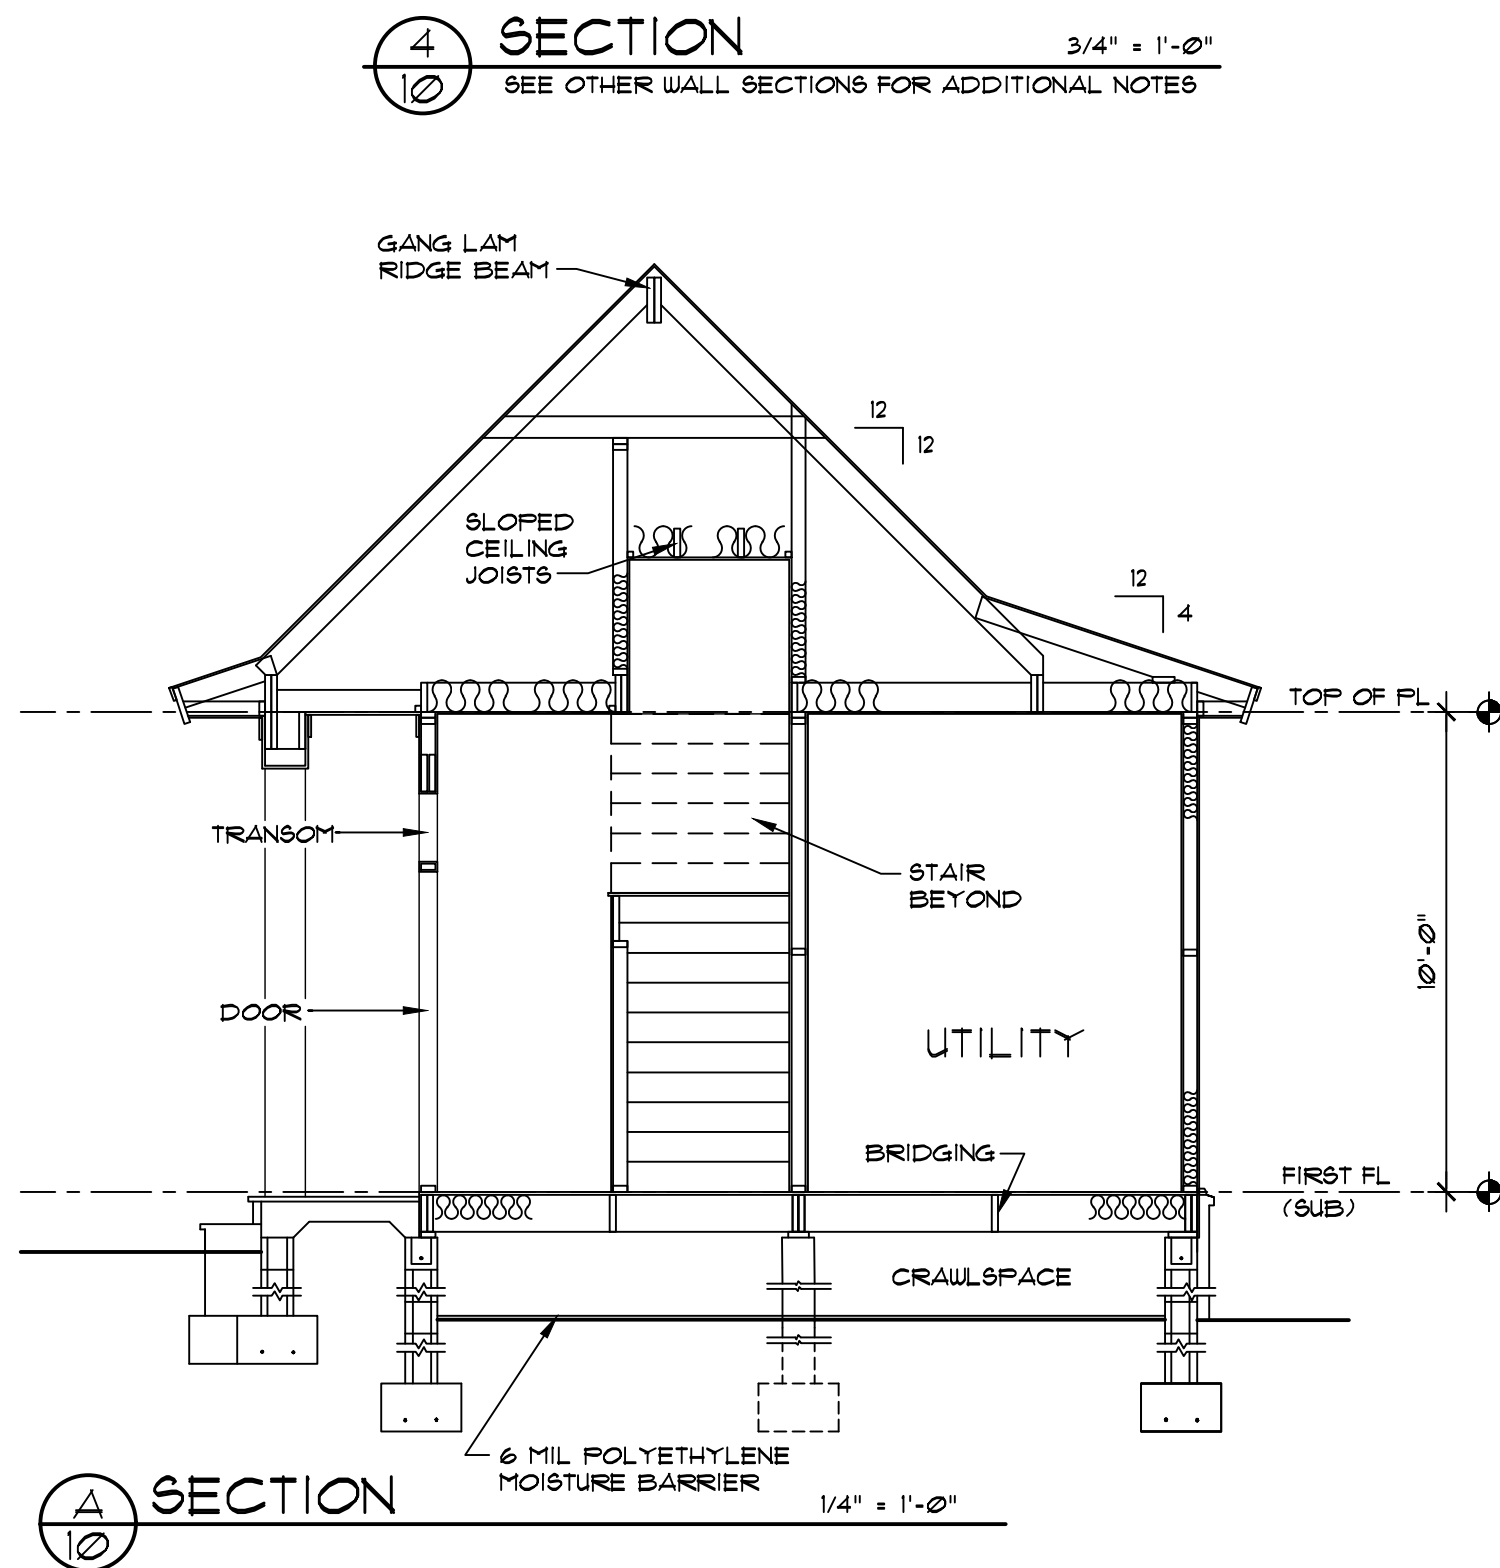 4
SECTION
3/4" = 1'-0"
10
SEE OTHER WALL SECTIONS FOR ADDITIONAL NOTES
GANG LAM
RIDGE BEAM
12
12
SLOPED
CEILING
JOISTS
12
4
TOP OF PL
TRANSOM
STAIR
BEYOND
10'-0"
DOOR
UTILITY
BRIDGING
FIRST FL
(SUB)
CRAWLSPACE
6 MIL POLYETHYLENE
MOISTURE BARRIER
A
SECTION
1/4" = 1'-0"
10